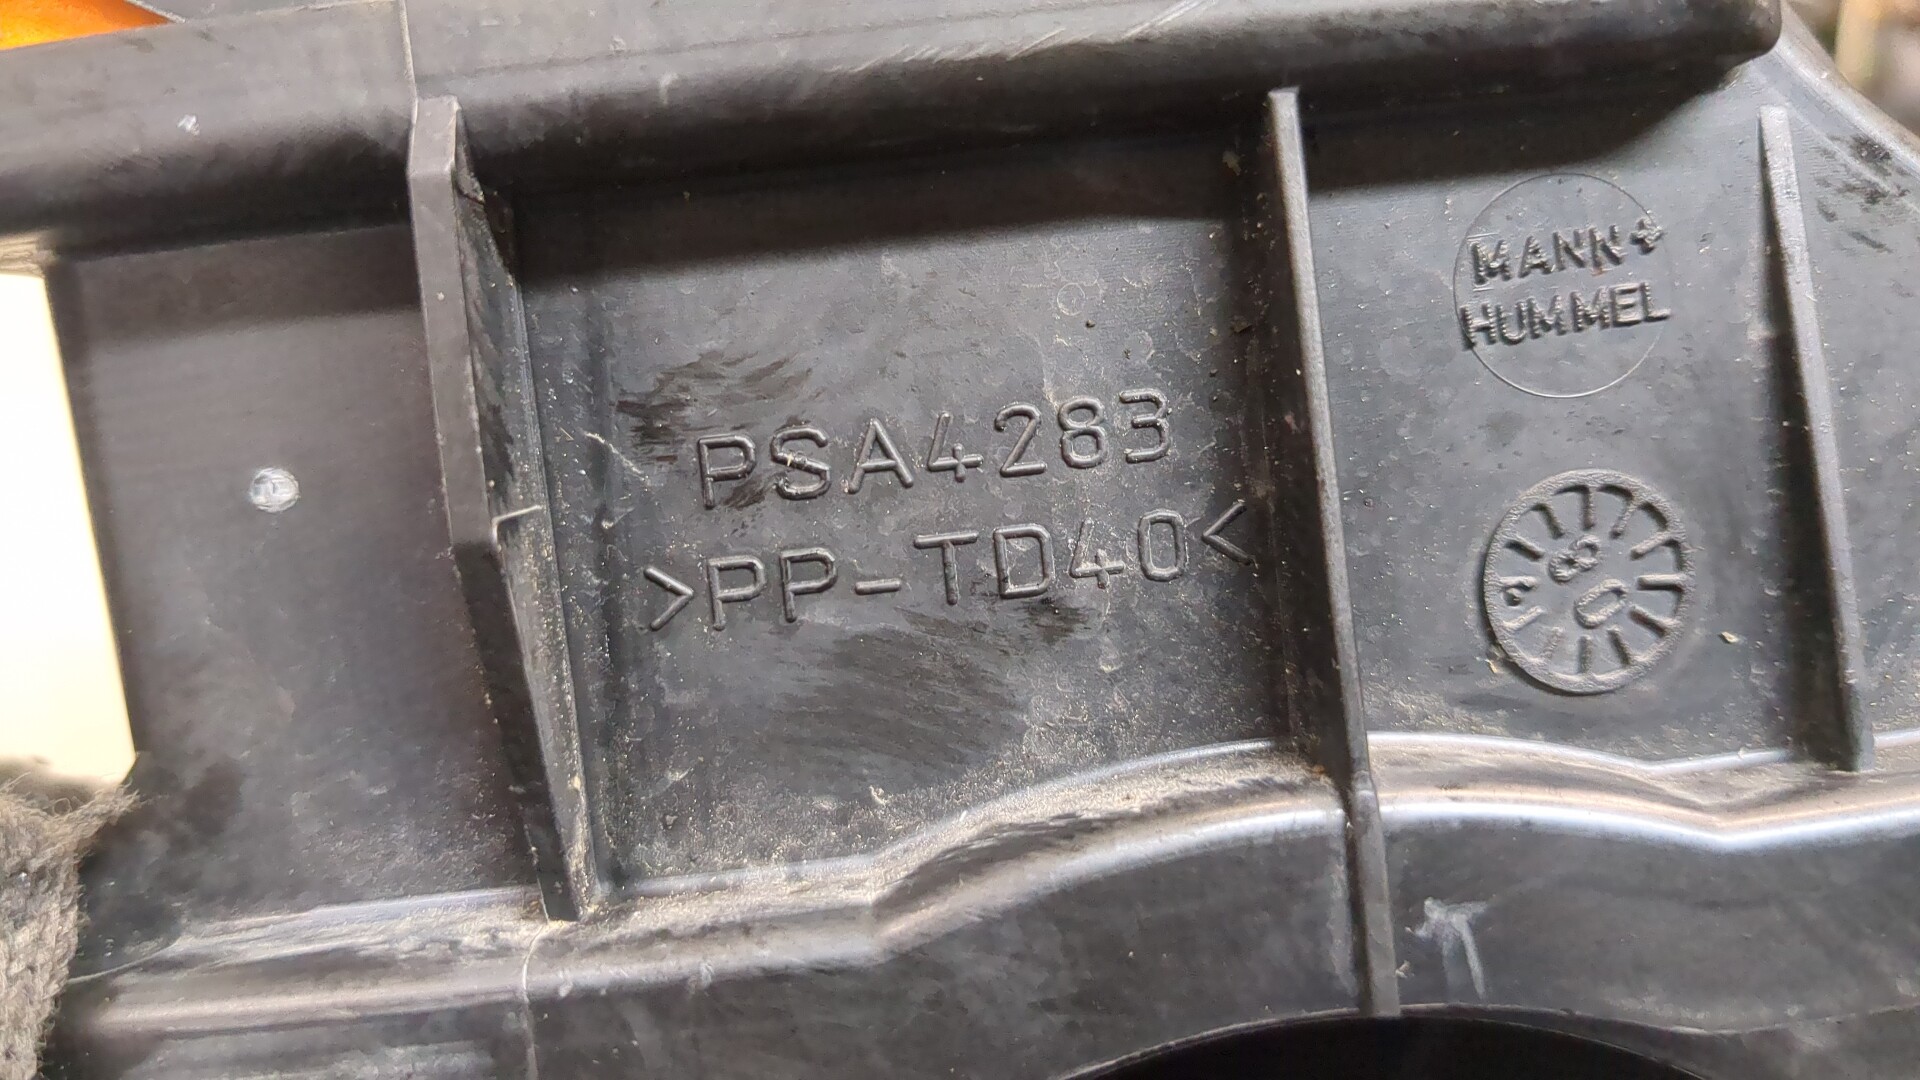 MANN+
HUMMEL
PSA4283
>PP-TD40<